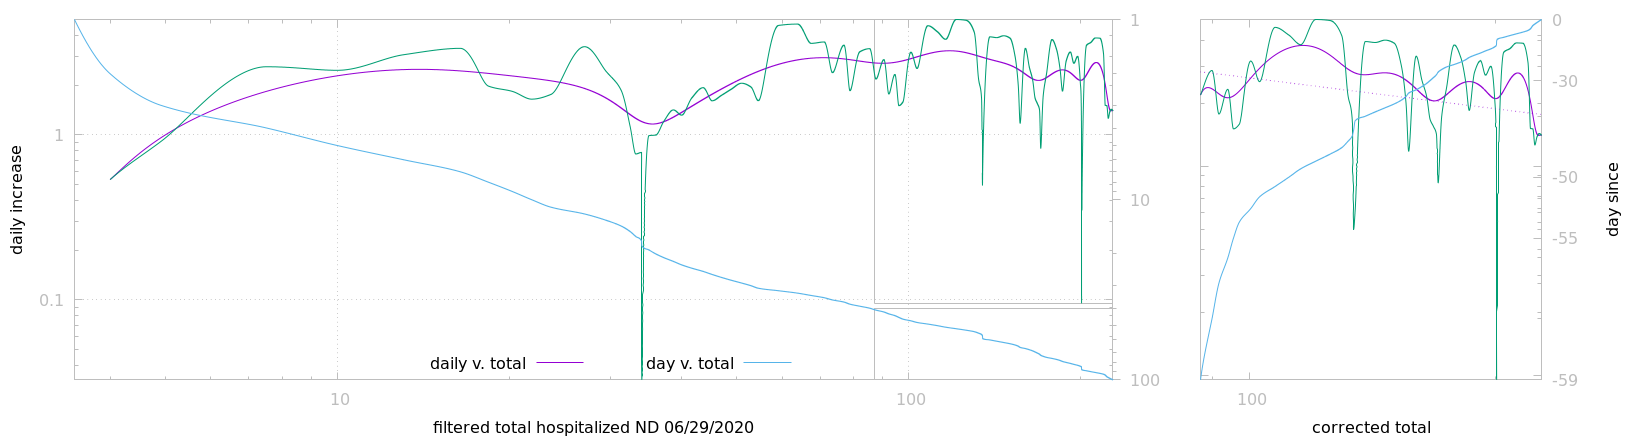 daily increase
1
0.1
10
100
filtered total hospitalized ND 06/29/2020
daily v. total
day v. total
1
10
100
100
corrected total
0
-30
-50
-55
-59
day since